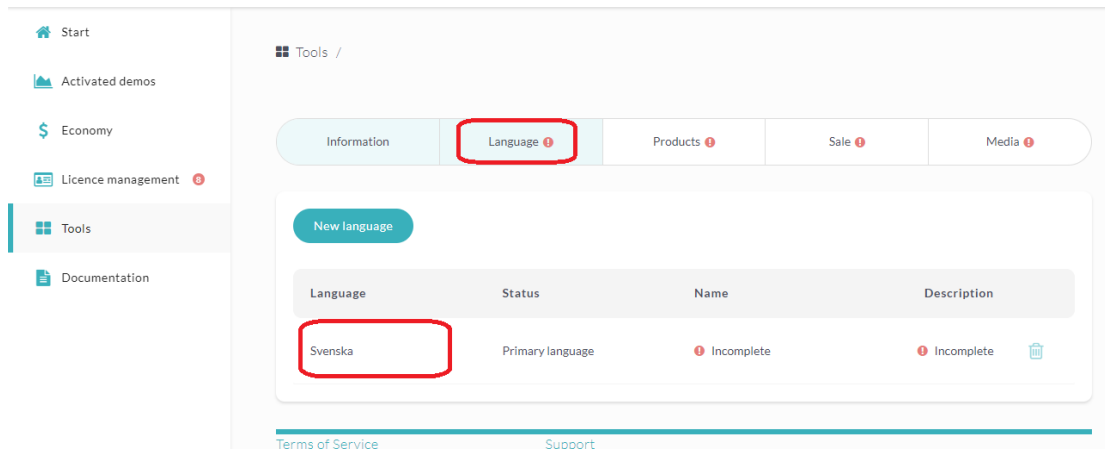 Start
Activated demos
Economy
Licence management 8
Tools
Documentation
Tools /
Information
Language
Products
Sale
Media
New language
Language Status Name Description
Svenska Primary language Incomplete Incomplete
Terms of Service Support